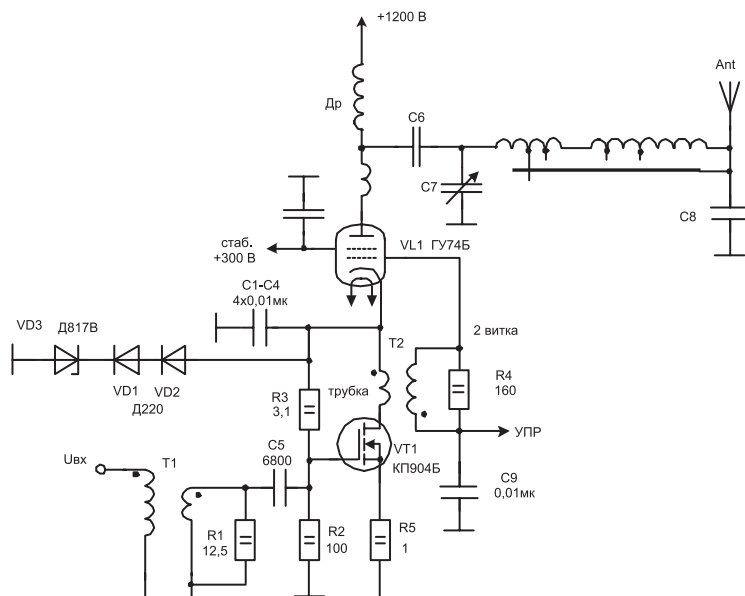 +1200 В
Ant
Др
C6
C7
C8
стаб.
+300 В
VL1 ГУ74Б
C1-C4
4x0,01мк
VD3
Д817В
T2
2 витка
VD1
VD2
Д220
R3
3,1
трубка
R4
160
УПР
VT1
КП904Б
C5
6800
Uвх
T1
C9
0,01мк
R1
12,5
R2
100
R5
1